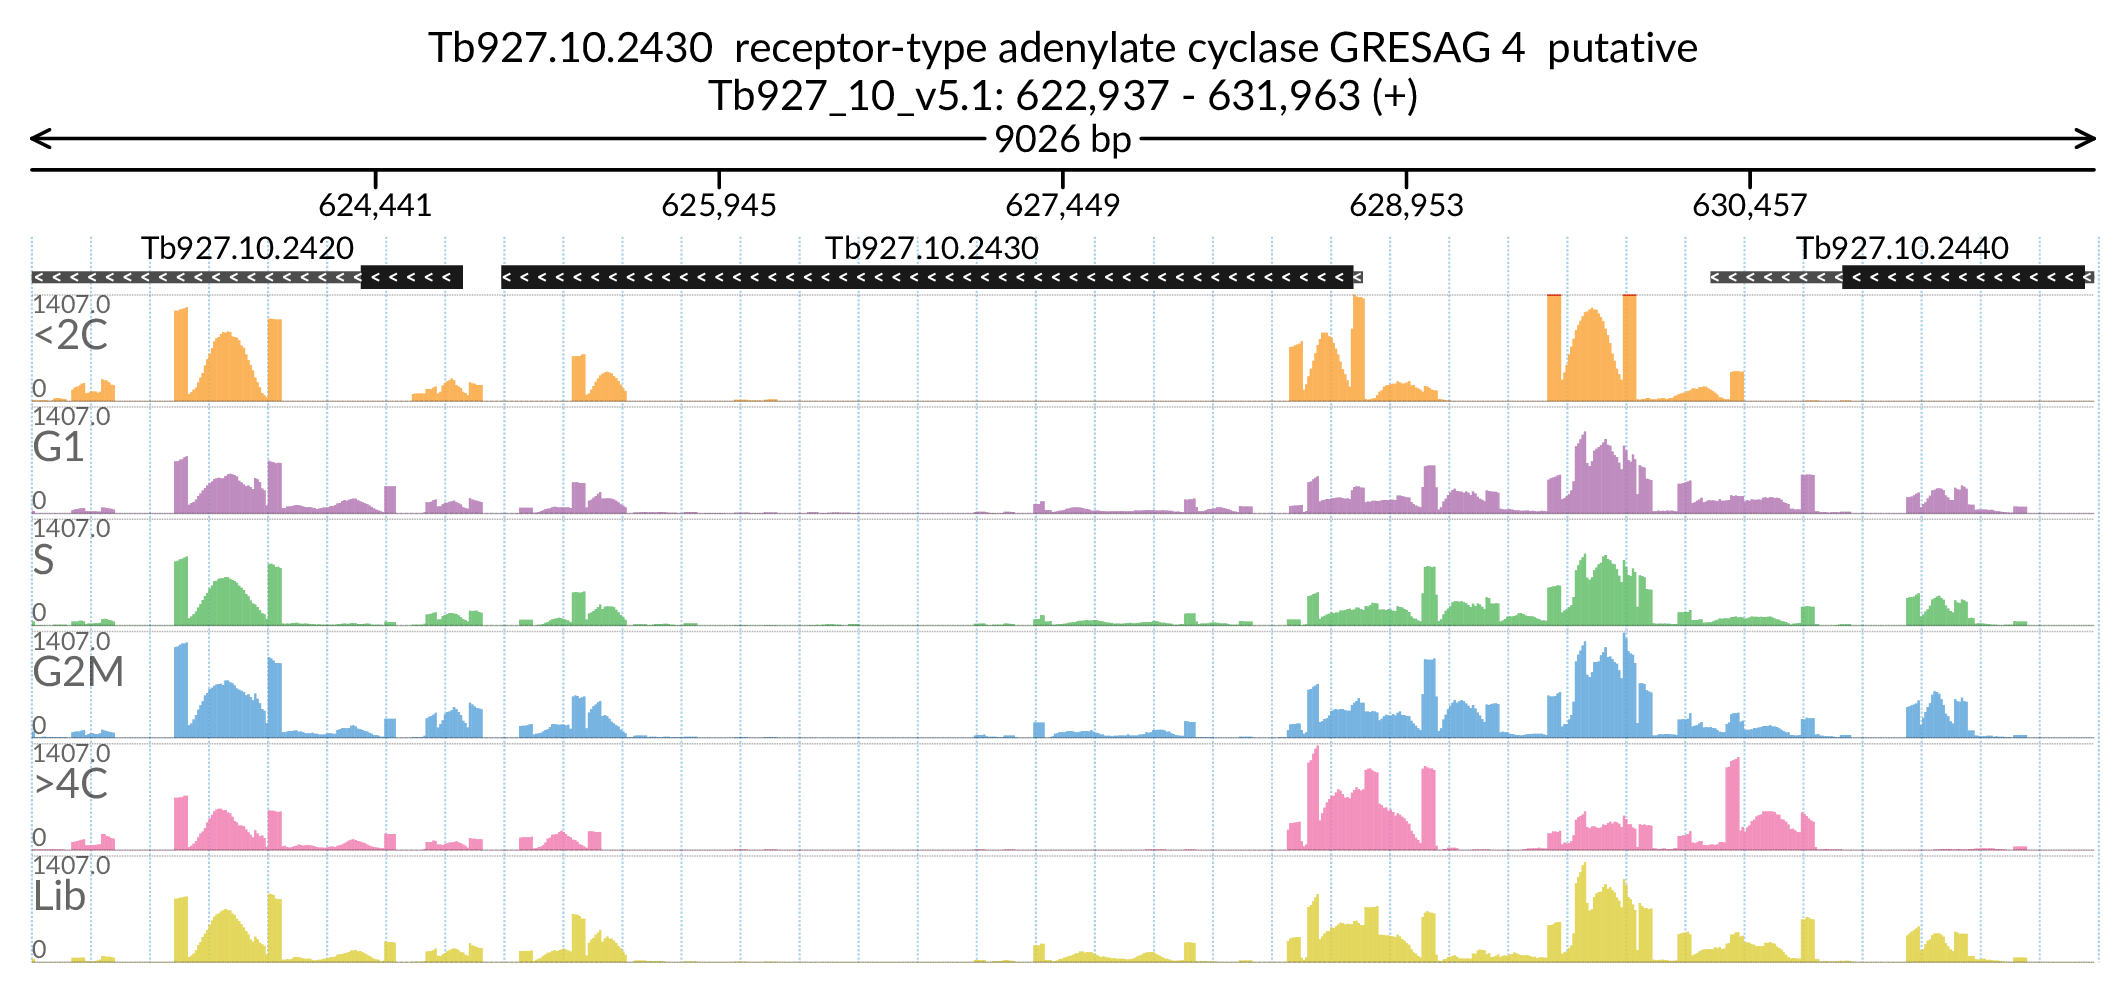 Tb927.10.2430  receptor-type adenylate cyclase GRESAG 4  putative
Tb927_10_v5.1: 622,937 - 631,963 (+)
9026 bp
624,441 625,945 627,449 628,953 630,457
Tb927.10.2420 Tb927.10.2430 Tb927.10.2440
1407.0
<2C
0
1407.0
G1
0
1407.0
S
0
1407.0
G2M
0
1407.0
>4C
0
1407.0
Lib
0